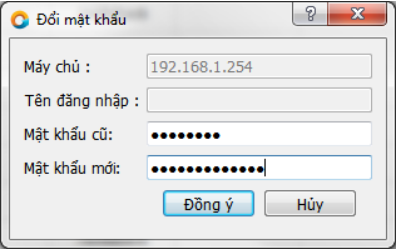 Đổi mật khẩu
Máy chủ : 192.168.1.254
Tên đăng nhập :
Mật khẩu cũ: ●●●●●●●●
Mật khẩu mới: ●●●●●●●●●●●●●
Đồng ý Hủy